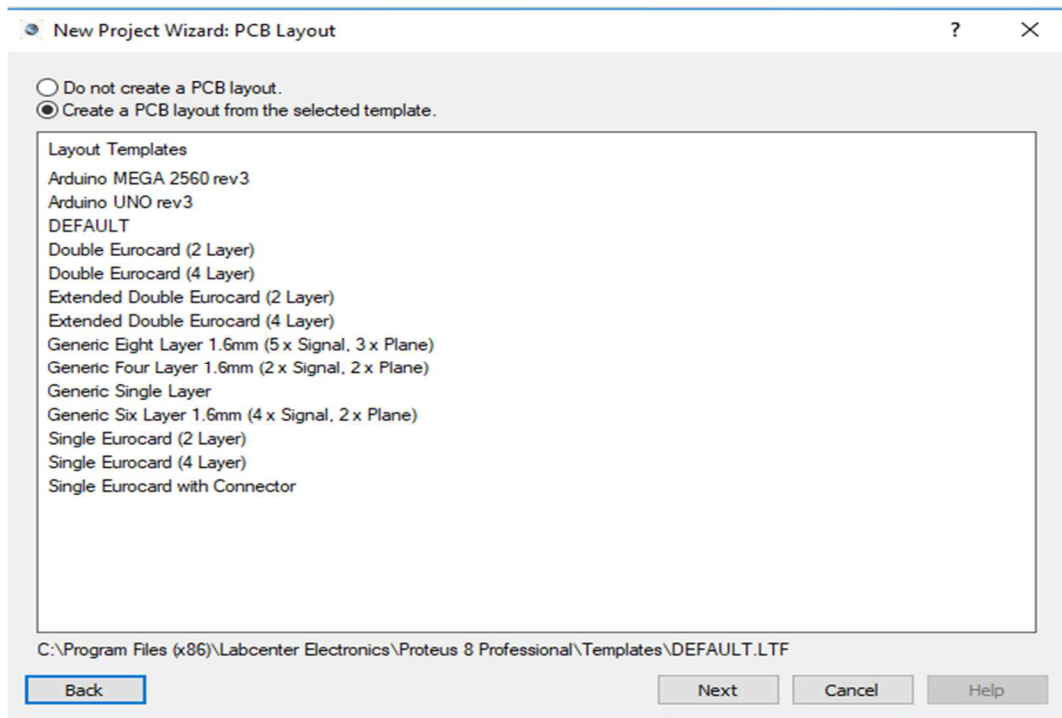 New Project Wizard: PCB Layout ?
Do not create a PCB layout.
Create a PCB layout from the selected template.
Layout Templates
Arduino MEGA 2560 rev3
Arduino UNO rev3
DEFAULT
Double Eurocard (2 Layer)
Double Eurocard (4 Layer)
Extended Double Eurocard (2 Layer)
Extended Double Eurocard (4 Layer)
Generic Eight Layer 1.6mm (5 x Signal, 3 x Plane)
Generic Four Layer 1.6mm (2 x Signal, 2 x Plane)
Generic Single Layer
Generic Six Layer 1.6mm (4 x Signal, 2 x Plane)
Single Eurocard (2 Layer)
Single Eurocard (4 Layer)
Single Eurocard with Connector
C:\Program Files (x86)\Labcenter Electronics\Proteus 8 Professional\Templates\DEFAULT.LTF
Back Next Cancel Help